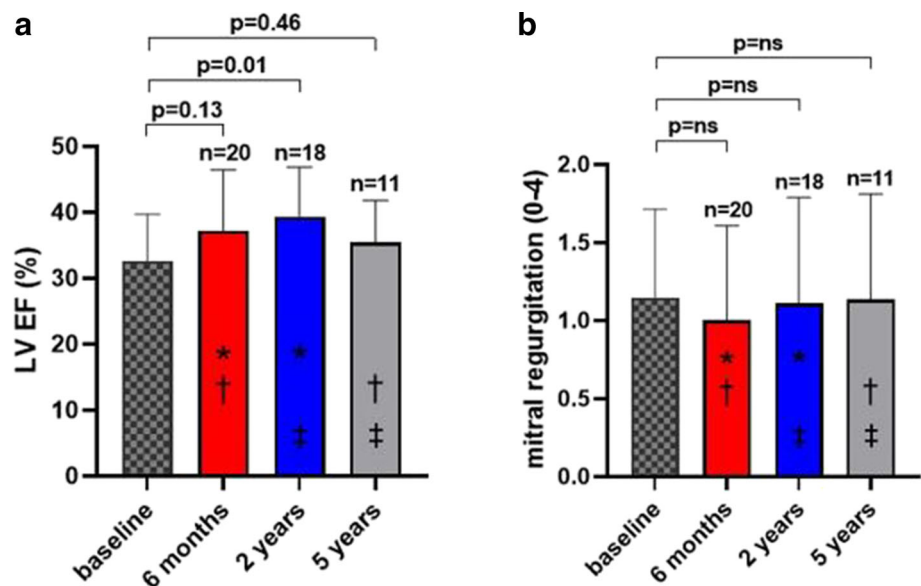 a
p=0.46
p=0.01
p=0.13
n=20
n=18
n=11
LV EF (%)
50
40
30
20
10
0
*
*
†
†
‡
‡
baseline
6 months
2 years
5 years
b
p=ns
p=ns
p=ns
n=20
n=18
n=11
mitral regurgitation (0-4)
2.0
1.5
1.0
0.5
0.0
*
*
†
†
‡
‡
baseline
6 months
2 years
5 years